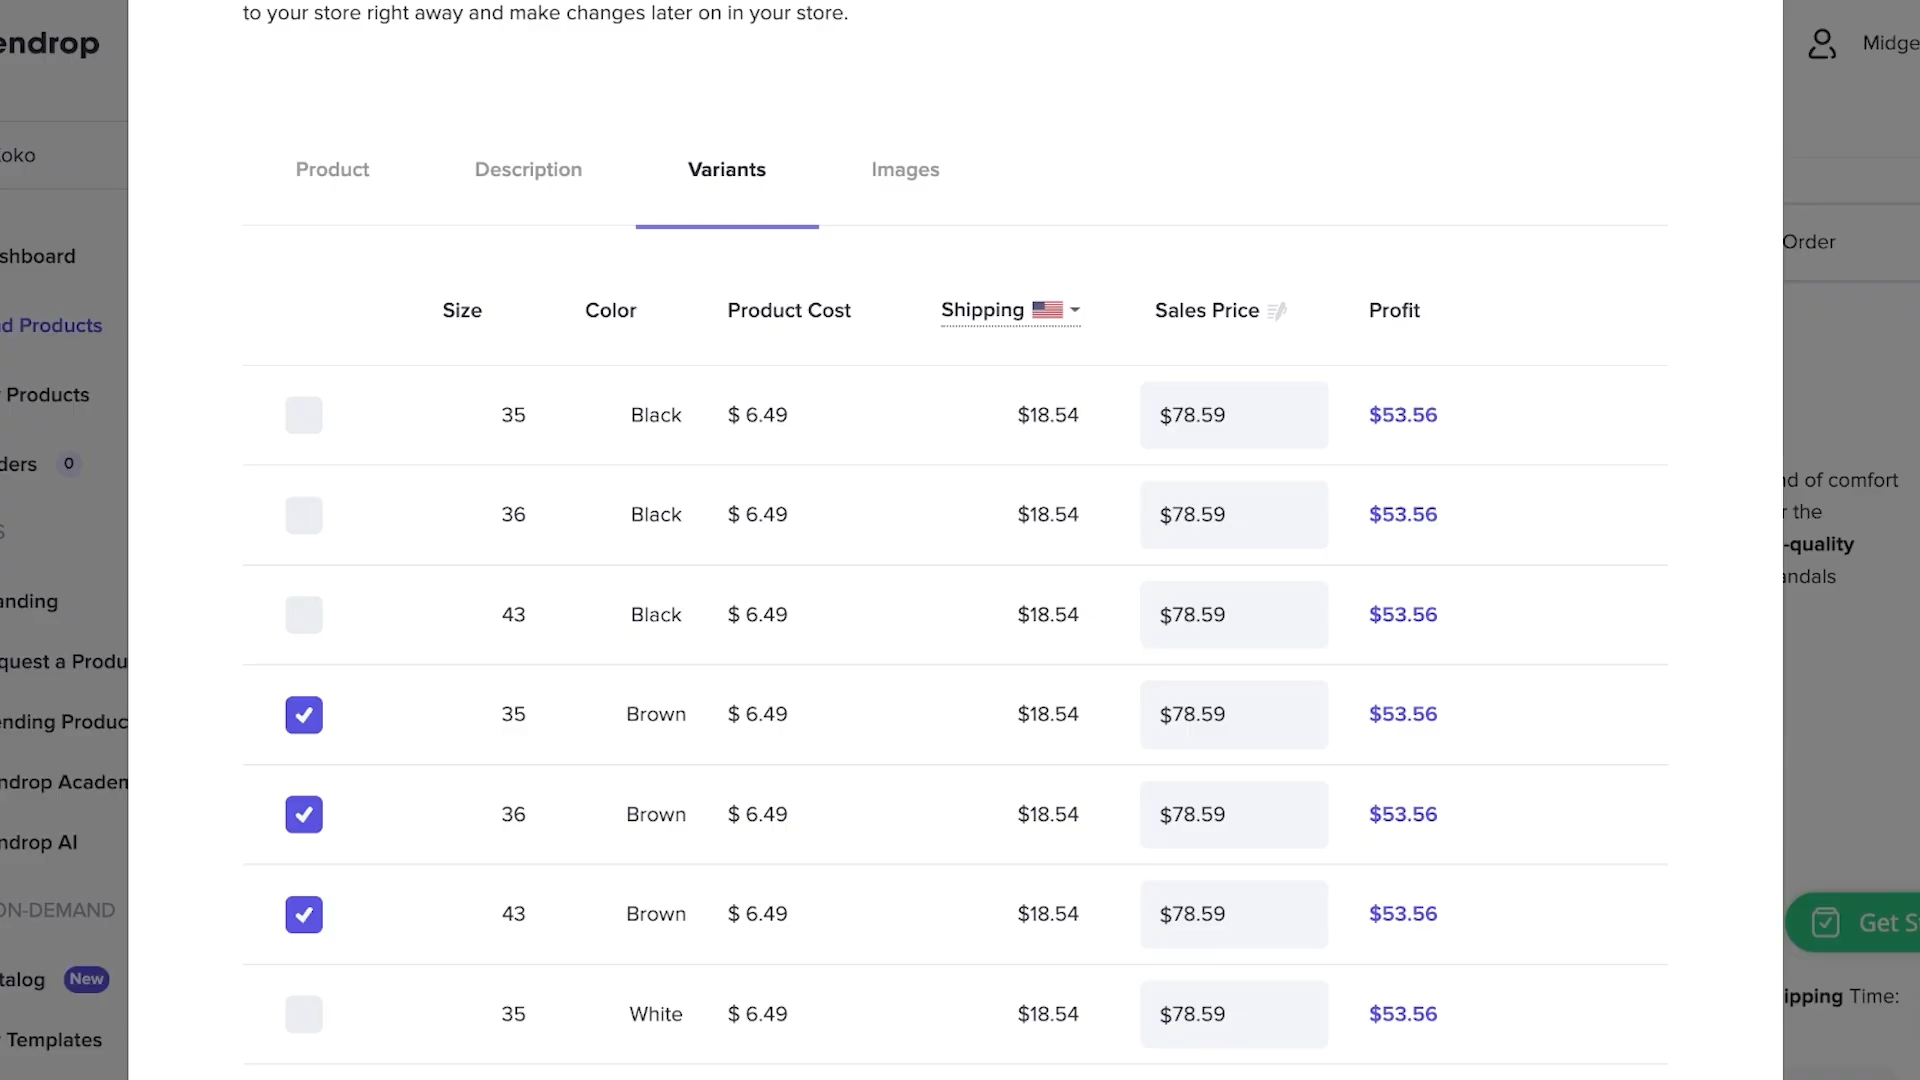 to your store right away and make changes later on in your store.
endrop
Midge
oko
Product Description Variants Images
shboard
Order
Size Color Product Cost Shipping Sales Price Profit
d Products
Products
35 Black $ 6.49 $18.54 $78.59 $53.56
ders 0
nd of comfort
36 Black $ 6.49 $18.54 $78.59 $53.56
r the
S
-quality
andals
anding
43 Black $ 6.49 $18.54 $78.59 $53.56
quest a Produ
ending Produc
35 Brown $ 6.49 $18.54 $78.59 $53.56
ndrop Academ
36 Brown $ 6.49 $18.54 $78.59 $53.56
ndrop AI
ON-DEMAND
43 Brown $ 6.49 $18.54 $78.59 $53.56
Get S
talog New
ipping Time:
35 White $ 6.49 $18.54 $78.59 $53.56
Templates